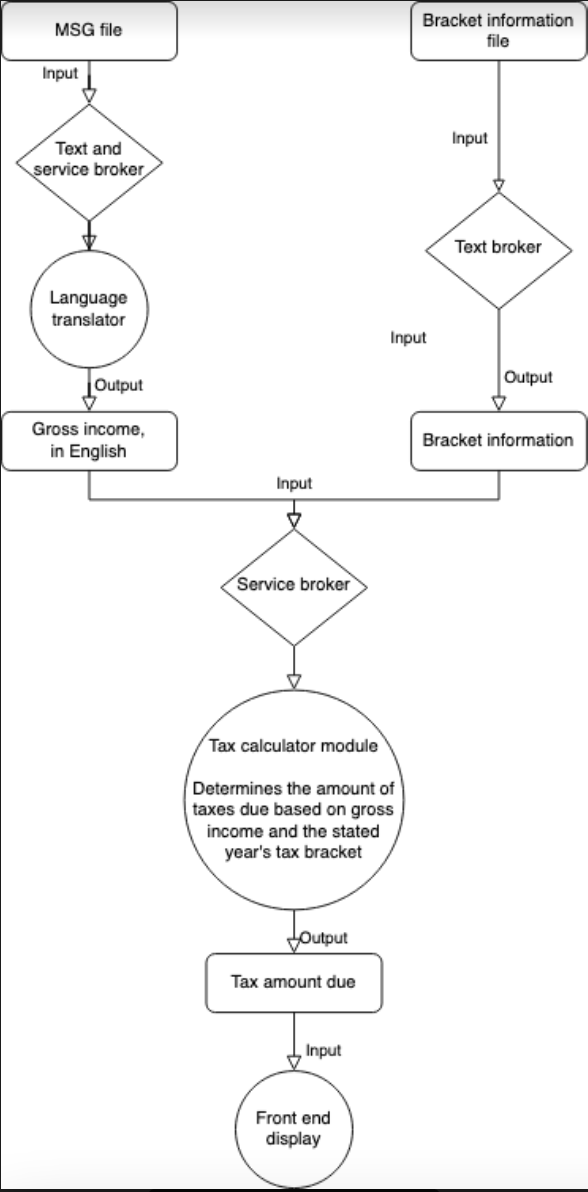 MSG file
Bracket information
file
Input
Input
Text and
service broker
Text broker
Language
translator
Input
Output
Output
Gross income,
in English
Bracket information
Input
Service broker
Tax calculator module
Determines the amount of
taxes due based on gross
income and the stated
year's tax bracket
Output
Tax amount due
Input
Front end
display